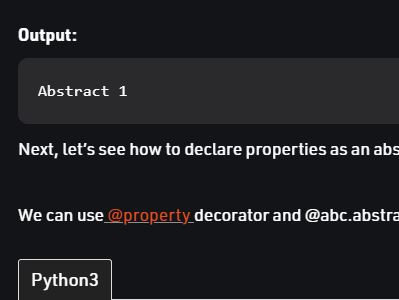 Output:
Abstract 1
Next, let's see how to declare properties as an abs
We can use @property decorator and @abc.abstra
Python3